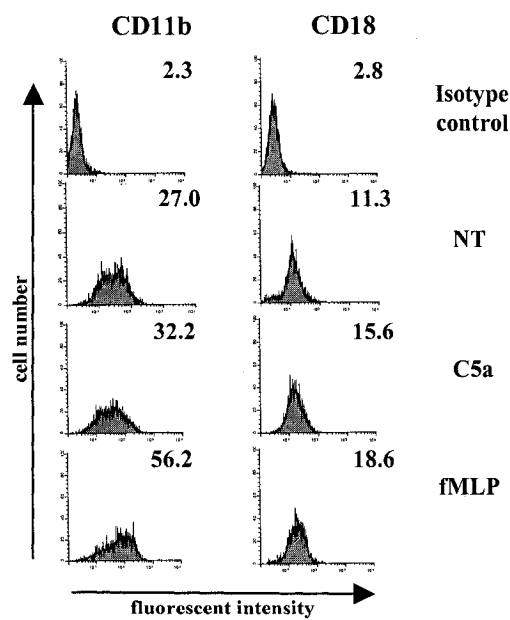 CD11b CD18
2.3 2.8
Isotype
control
27.0 11.3
NT
32.2 15.6
C5a
56.2 18.6
fMLP
cell number
fluorescent intensity